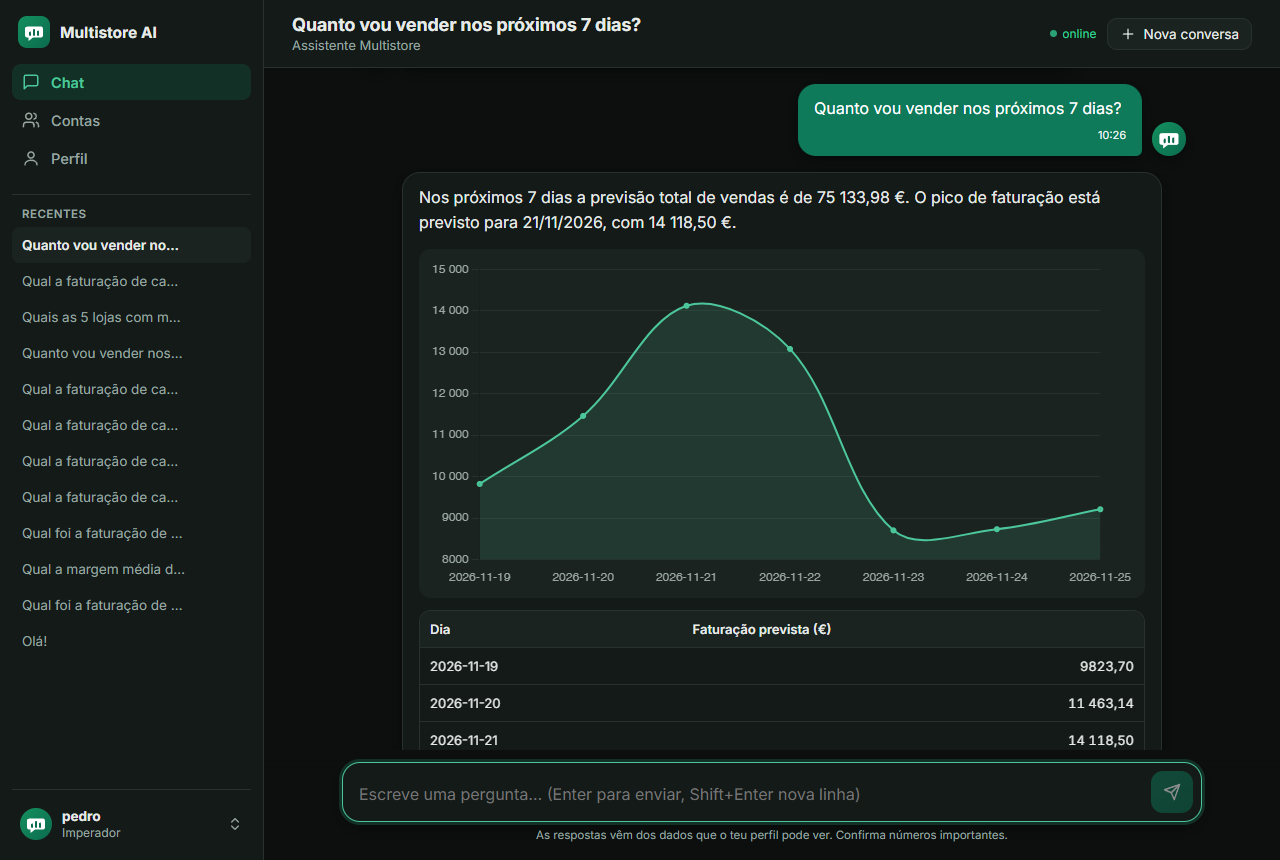 Multistore AI
Chat
Contas
Perfil
RECENTES
Quanto vou vender no...
Qual a faturação de ca...
Quais as 5 lojas com m...
Quanto vou vender nos...
Qual a faturação de ca...
Qual a faturação de ca...
Qual a faturação de ca...
Qual a faturação de ca...
Qual foi a faturação de ...
Qual a margem média d...
Qual foi a faturação de ...
Olá!
pedro
Imperador
Quanto vou vender nos próximos 7 dias?
Assistente Multistore
online
+ Nova conversa
Quanto vou vender nos próximos 7 dias?
10:26
Nos próximos 7 dias a previsão total de vendas é de 75 133,98 €. O pico de faturação está
previsto para 21/11/2026, com 14 118,50 €.
15 000
14 000
13 000
12 000
11 000
10 000
9000
8000
2026-11-19 2026-11-20 2026-11-21 2026-11-22 2026-11-23 2026-11-24 2026-11-25
Dia Faturação prevista (€)
2026-11-19 9823,70
2026-11-20 11 463,14
2026-11-21 14 118,50
Escreve uma pergunta... (Enter para enviar, Shift+Enter nova linha)
As respostas vêm dos dados que o teu perfil pode ver. Confirma números importantes.